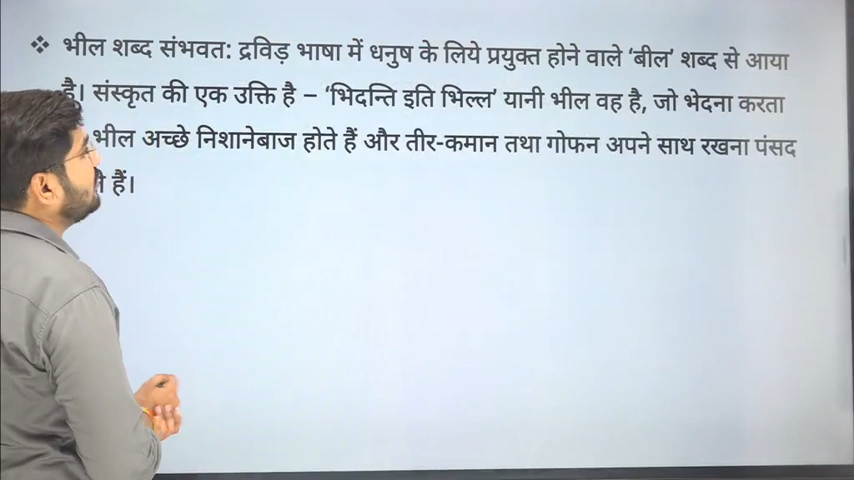 ❖ भील शब्द संभवत: द्रविड़ भाषा में धनुष के लिये प्रयुक्त होने वाले ‘बील’ शब्द से आया
है। संस्कृत की एक उक्ति है – ‘भिदन्ति इति भिल्ल’ यानी भील वह है, जो भेदना करता
भील अच्छे निशानेबाज होते हैं और तीर-कमान तथा गोफन अपने साथ रखना पंसद
हैं।